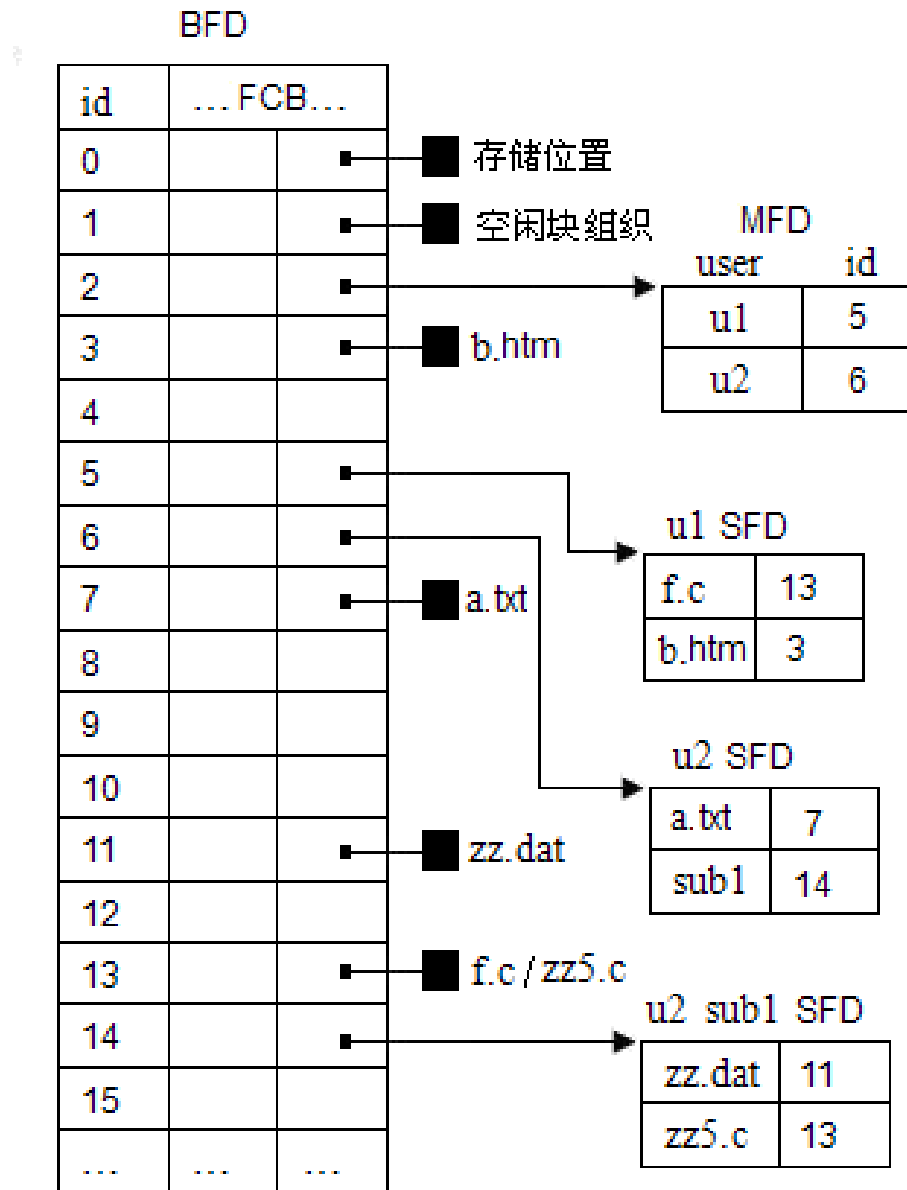 BFD
id ... FCB...
0 存储位置
1 空闲块组织
MFD
user id
2
u1 5
u2 6
3 b.htm
4
5
6
u1 SFD
f.c 13
b.htm 3
7 a.txt
8
9
10
u2 SFD
a.txt 7
sub1 14
11 zz.dat
12
13 f.c / zz5.c
14
u2 sub1 SFD
zz.dat 11
zz5.c 13
15
... ... ...